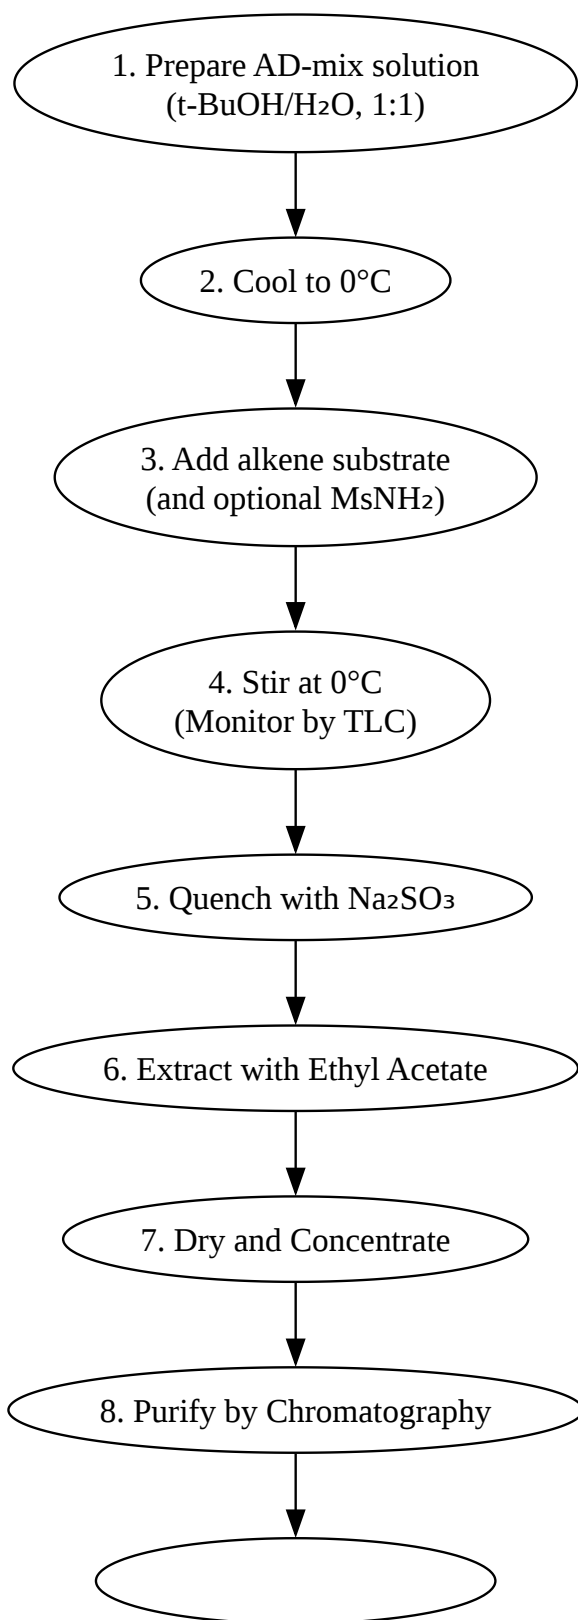 1. Prepare AD-mix solution
(t-BuOH/H₂O, 1:1)
2. Cool to 0°C
3. Add alkene substrate
(and optional MsNH₂)
4. Stir at 0°C
(Monitor by TLC)
5. Quench with Na₂SO₃
6. Extract with Ethyl Acetate
7. Dry and Concentrate
8. Purify by Chromatography